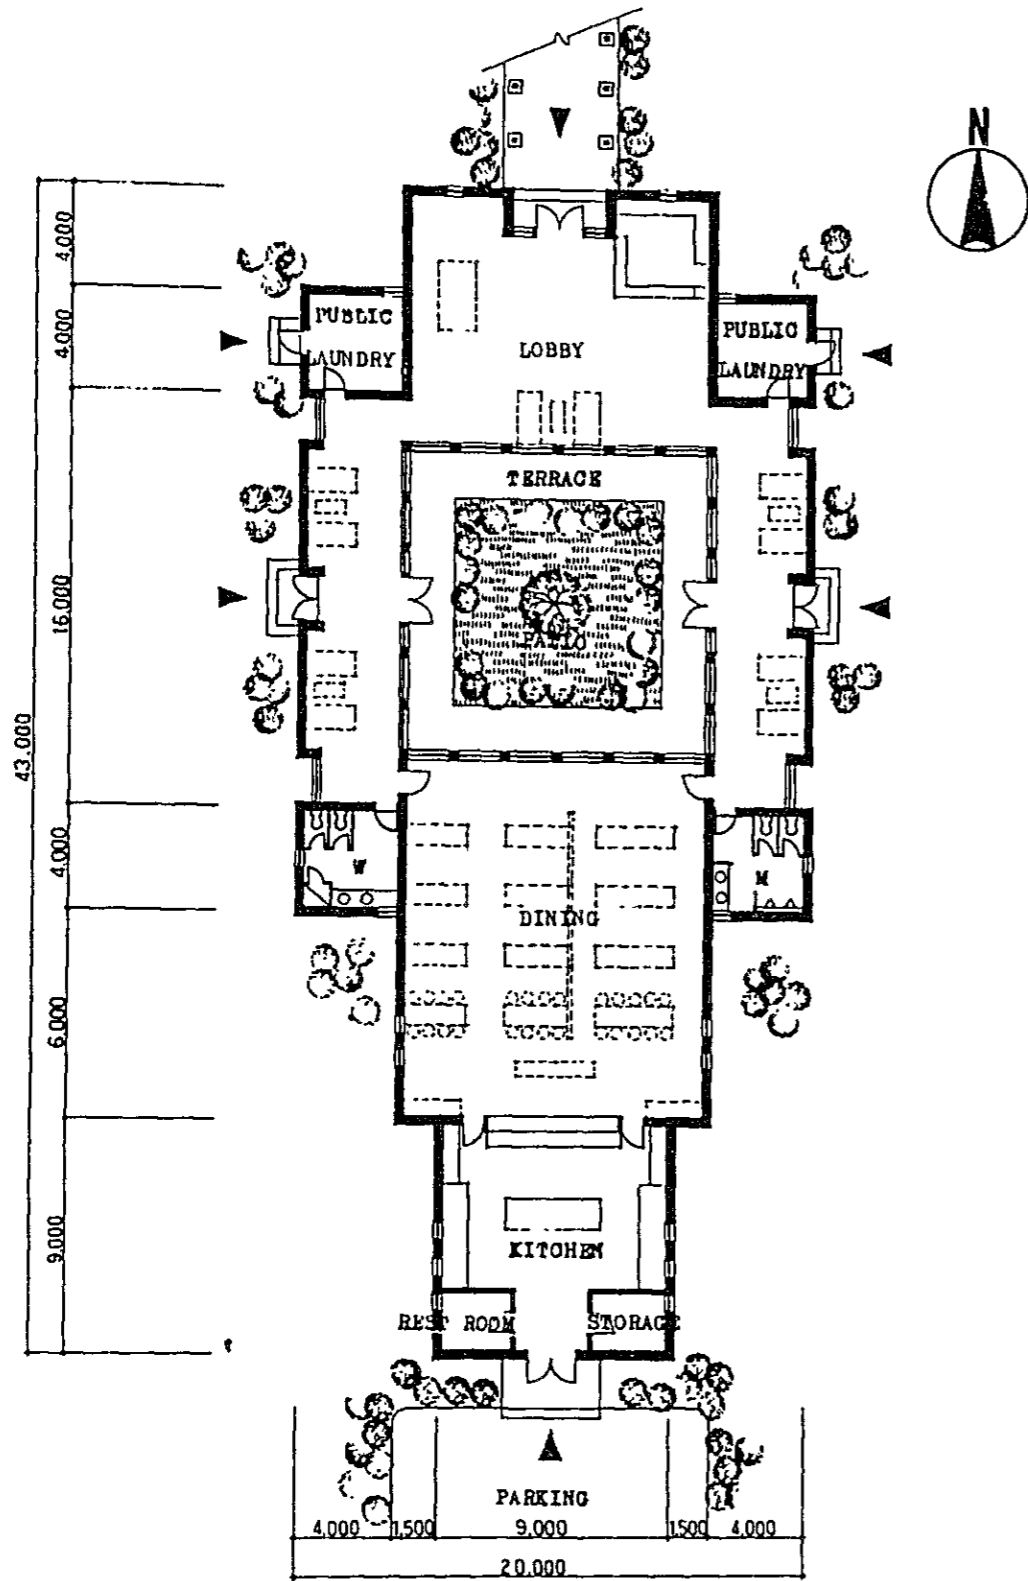 N
4,000
PUBLIC
LAUNDRY
4,000
LOBBY
PUBLIC
LAUNDRY
TERRACE
16,000
PATIO
43,000
4,000
W
M
DINING
6,000
9,000
KITCHEN
REST ROOM
STORAGE
PARKING
4,000 1,500 9,000 1,500 4,000
20,000